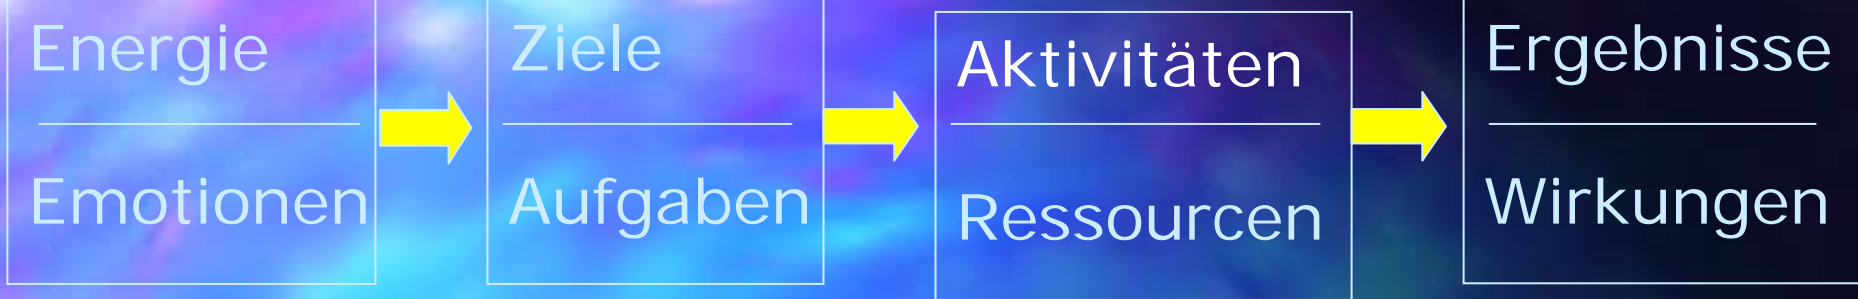 Energie
Emotionen
Ziele
Aufgaben
Aktivitäten
Ressourcen
Ergebnisse
Wirkungen